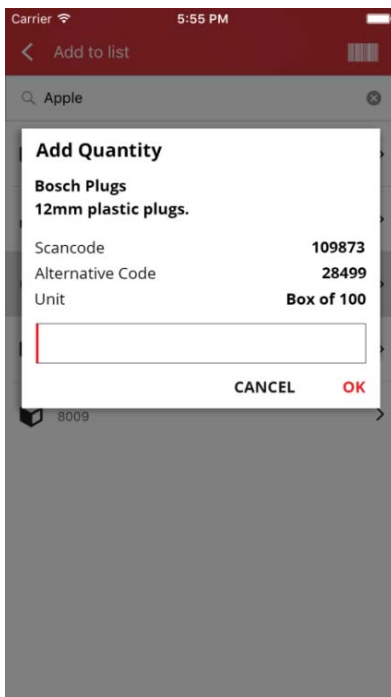 Carrier 5:55 PM
Add to list
Apple
Add Quantity
Bosch Plugs
12mm plastic plugs.
Scancode 109873
Alternative Code 28499
Unit Box of 100
CANCEL OK
8009